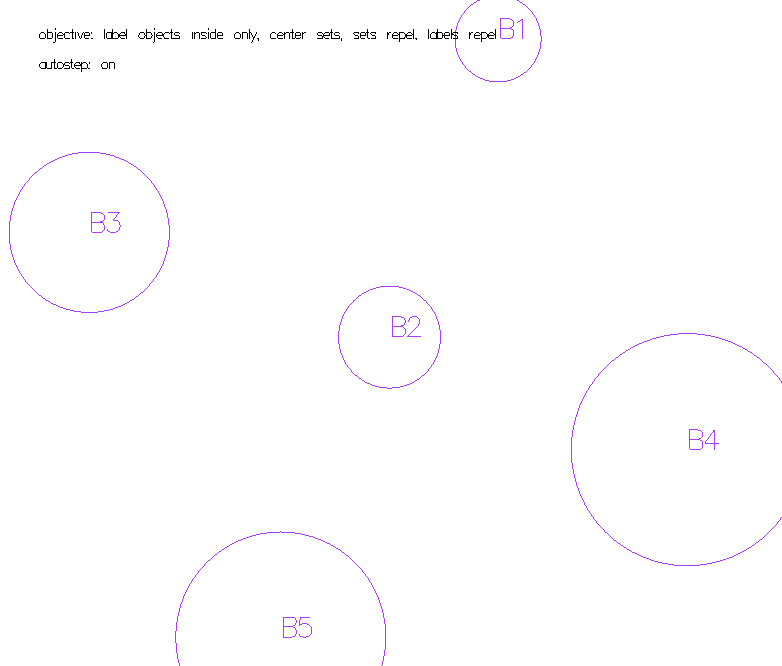 objective: label objects inside only, center sets, sets repel, labels repel
B1
autostep: on
B3
B2
B4
B5